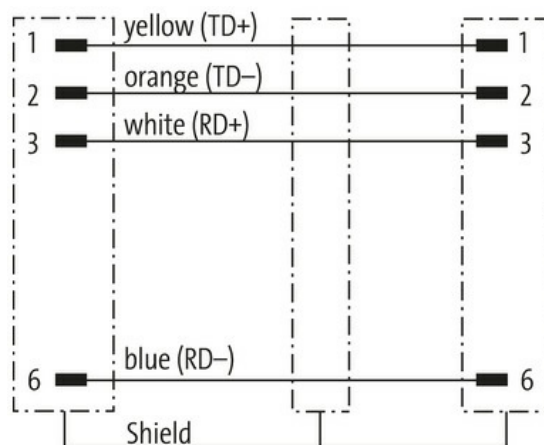 1 yellow (TD+) 1
2 orange (TD–) 2
3 white (RD+) 3
6 blue (RD–) 6
Shield